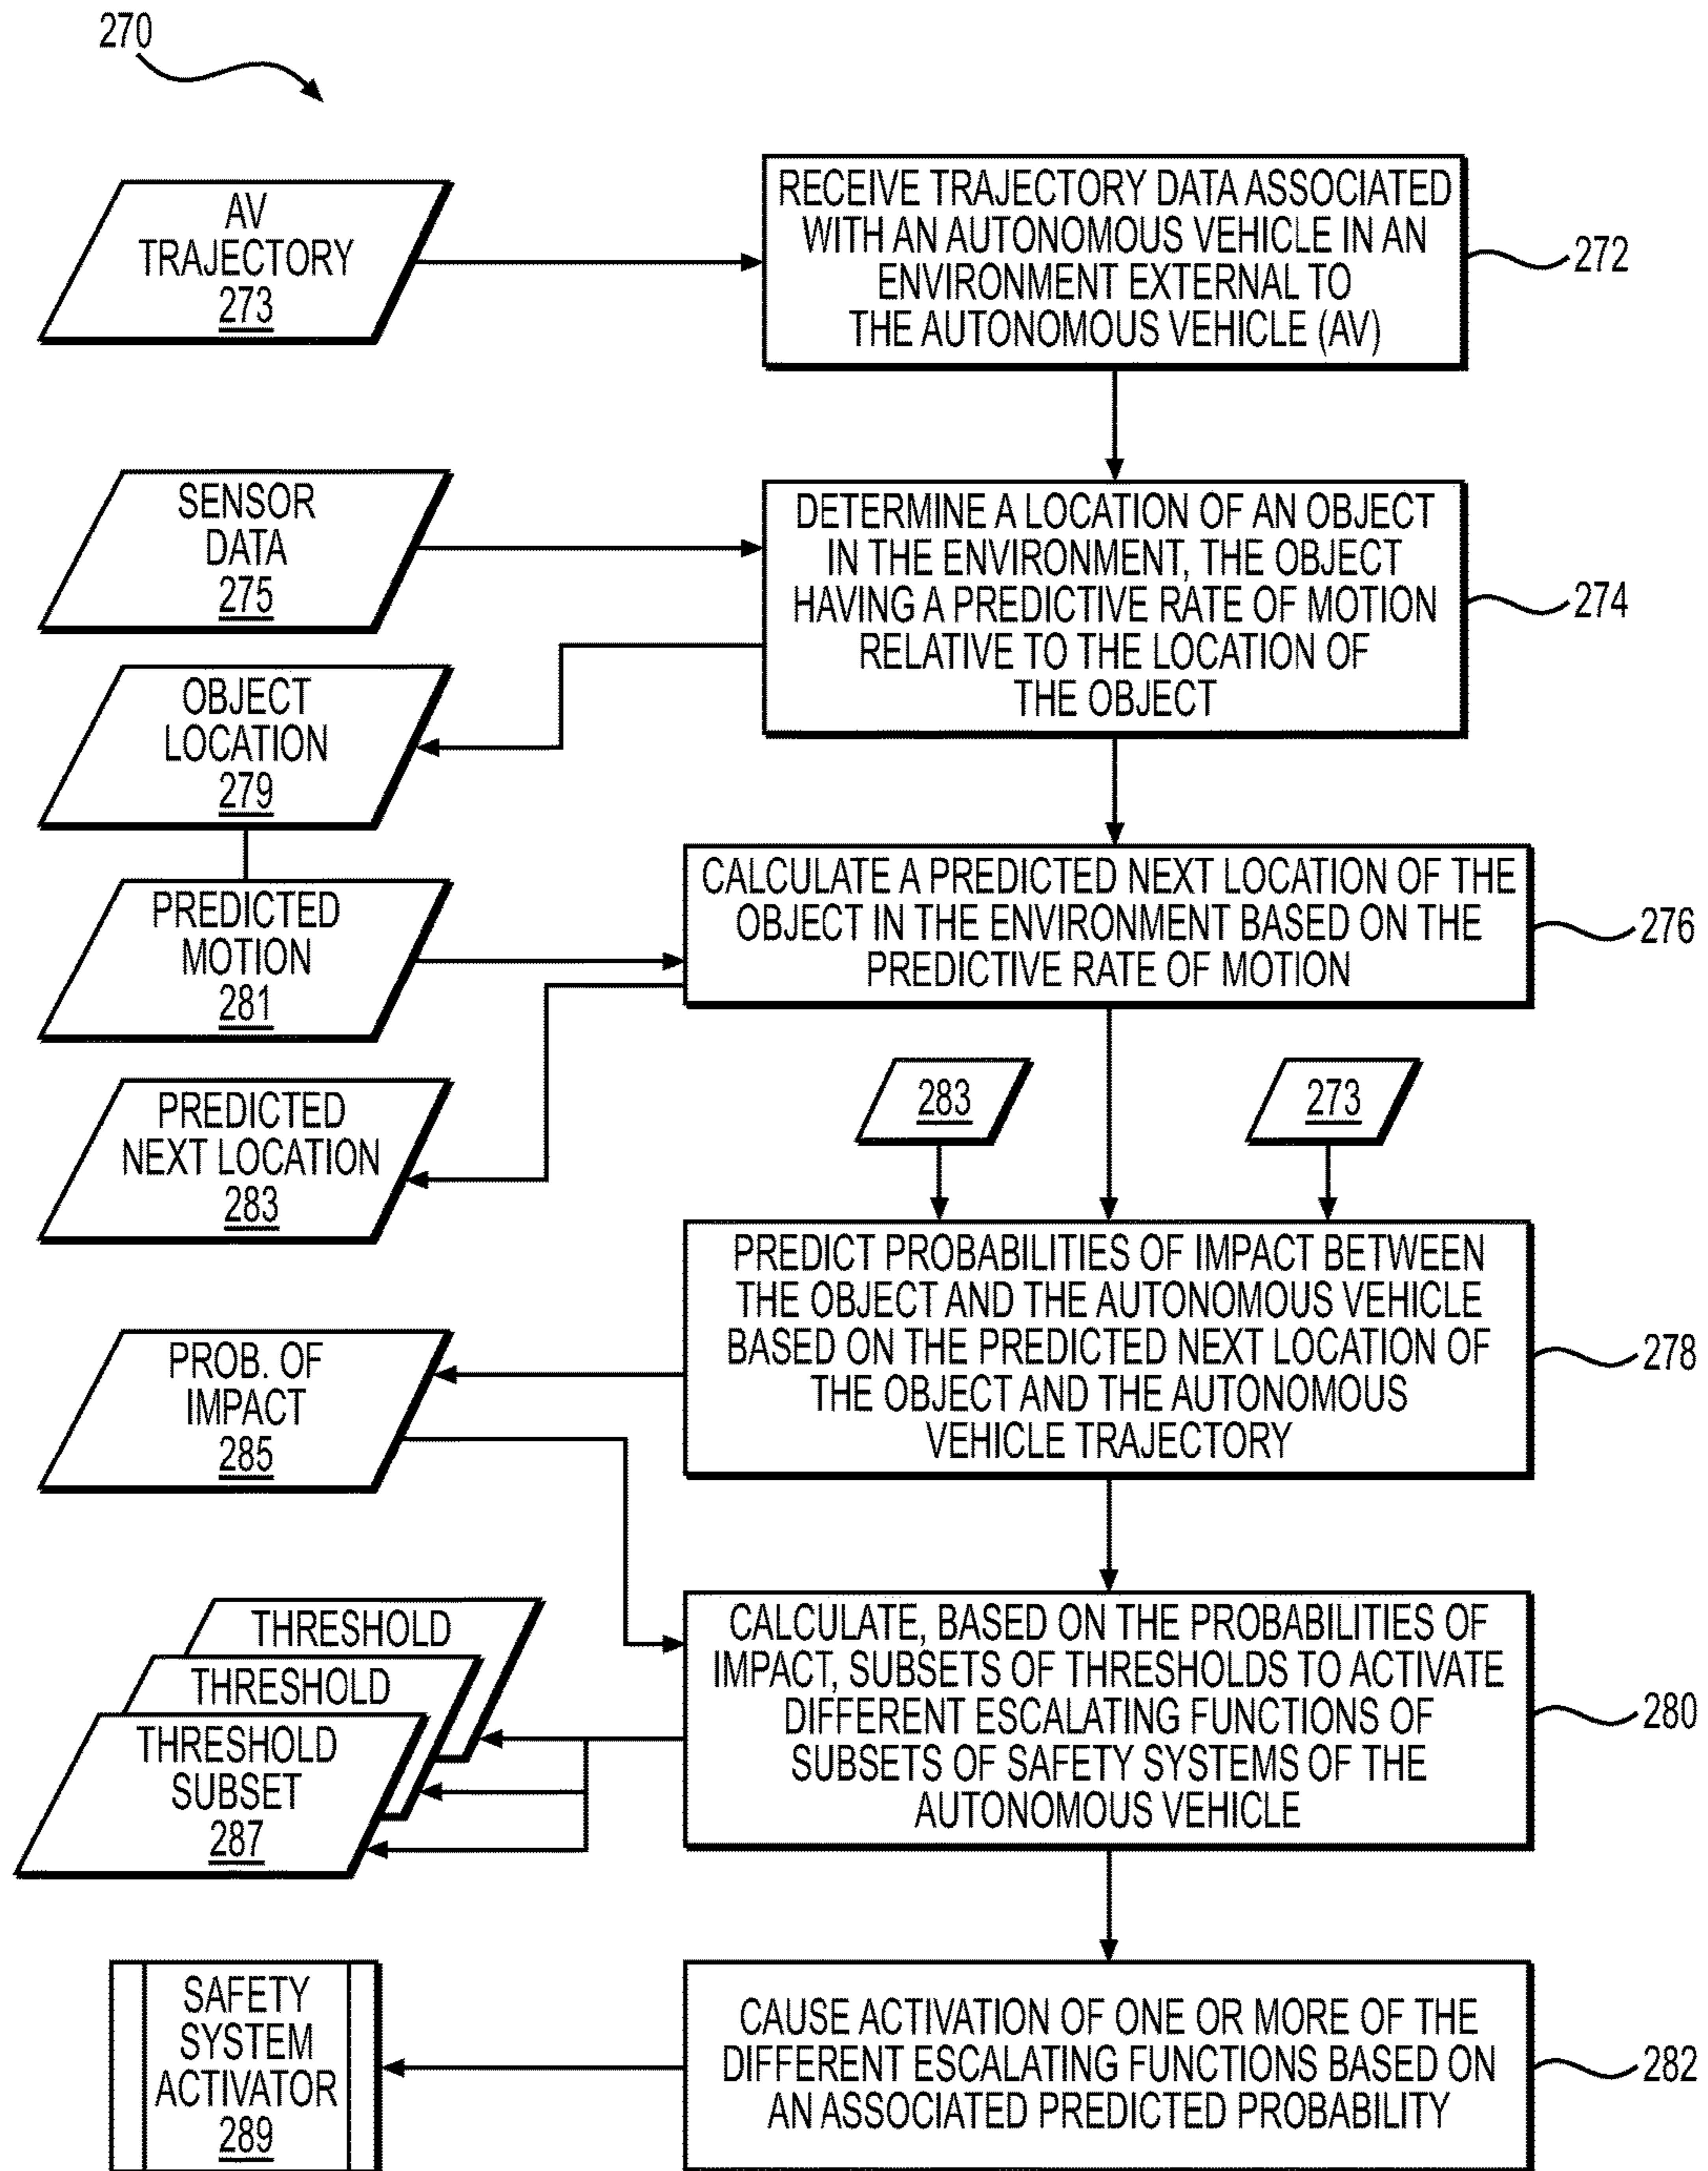 270
AV
TRAJECTORY
273
RECEIVE TRAJECTORY DATA ASSOCIATED
WITH AN AUTONOMOUS VEHICLE IN AN
ENVIRONMENT EXTERNAL TO
THE AUTONOMOUS VEHICLE (AV)
272
SENSOR
DATA
275
DETERMINE A LOCATION OF AN OBJECT
IN THE ENVIRONMENT, THE OBJECT
HAVING A PREDICTIVE RATE OF MOTION
RELATIVE TO THE LOCATION OF
THE OBJECT
274
OBJECT
LOCATION
279
PREDICTED
MOTION
281
CALCULATE A PREDICTED NEXT LOCATION OF THE
OBJECT IN THE ENVIRONMENT BASED ON THE
PREDICTIVE RATE OF MOTION
276
PREDICTED
NEXT LOCATION
283
283
273
PREDICT PROBABILITIES OF IMPACT BETWEEN
THE OBJECT AND THE AUTONOMOUS VEHICLE
BASED ON THE PREDICTED NEXT LOCATION OF
THE OBJECT AND THE AUTONOMOUS
VEHICLE TRAJECTORY
278
PROB. OF
IMPACT
285
THRESHOLD
THRESHOLD
THRESHOLD
SUBSET
287
CALCULATE, BASED ON THE PROBABILITIES OF
IMPACT, SUBSETS OF THRESHOLDS TO ACTIVATE
DIFFERENT ESCALATING FUNCTIONS OF
SUBSETS OF SAFETY SYSTEMS OF THE
AUTONOMOUS VEHICLE
280
SAFETY
SYSTEM
ACTIVATOR
289
CAUSE ACTIVATION OF ONE OR MORE OF THE
DIFFERENT ESCALATING FUNCTIONS BASED ON
AN ASSOCIATED PREDICTED PROBABILITY
282